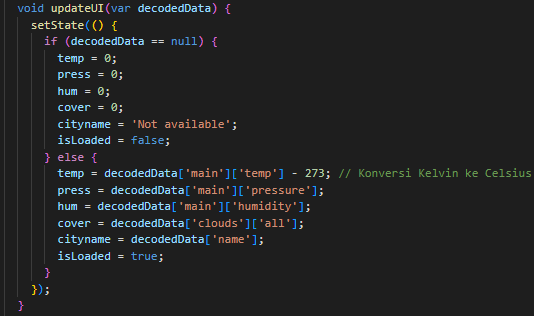 void updateUI(var decodedData) {
  setState(() {
    if (decodedData == null) {
      temp = 0;
      press = 0;
      hum = 0;
      cover = 0;
      cityname = 'Not available';
      isLoaded = false;
    } else {
      temp = decodedData['main']['temp'] - 273; // Konversi Kelvin ke Celsius
      press = decodedData['main']['pressure'];
      hum = decodedData['main']['humidity'];
      cover = decodedData['clouds']['all'];
      cityname = decodedData['name'];
      isLoaded = true;
    }
  });
}